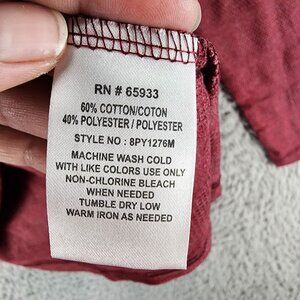 RN # 65933
60% COTTON/COTON
40% POLYESTER / POLYESTER
STYLE NO : 8PY1276M
MACHINE WASH COLD
WITH LIKE COLORS USE ONLY
NON-CHLORINE BLEACH
WHEN NEEDED
TUMBLE DRY LOW
WARM IRON AS NEEDED